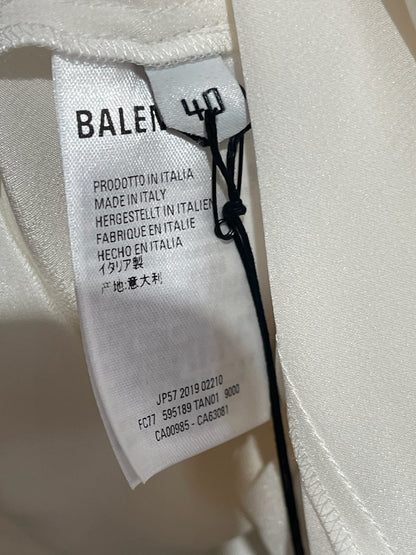 40
BALEN
PRODOTTO IN ITALIA
MADE IN ITALY
HERGESTELLT IN ITALIEN
FABRIQUE EN ITALIE
HECHO EN ITALIA
イタリア製
产地:意大利
JP57 2019 02210
FC77 595189 TAN01 9000
CA00985 - CA63081